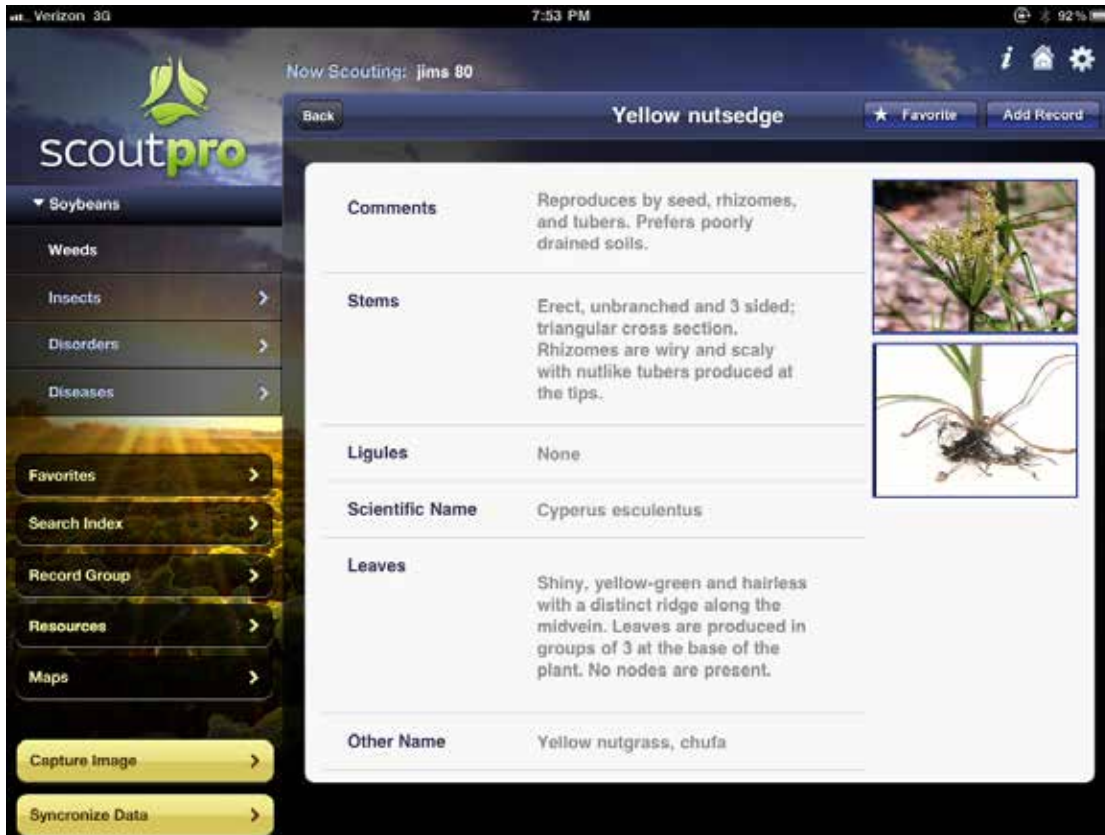 Verizon 3G
7:53 PM
92%
scoutpro
Now Scouting: jims 80
Back
Yellow nutsedge
★ Favorite
Add Record
Soybeans
Weeds
Insects
Disorders
Diseases
Favorites
Search Index
Record Group
Resources
Maps
Capture Image
Syncronize Data
Comments
Reproduces by seed, rhizomes,
and tubers. Prefers poorly
drained soils.
Stems
Erect, unbranched and 3 sided;
triangular cross section.
Rhizomes are wiry and scaly
with nutlike tubers produced at
the tips.
Ligules
None
Scientific Name
Cyperus esculentus
Leaves
Shiny, yellow-green and hairless
with a distinct ridge along the
midvein. Leaves are produced in
groups of 3 at the base of the
plant. No nodes are present.
Other Name
Yellow nutgrass, chufa